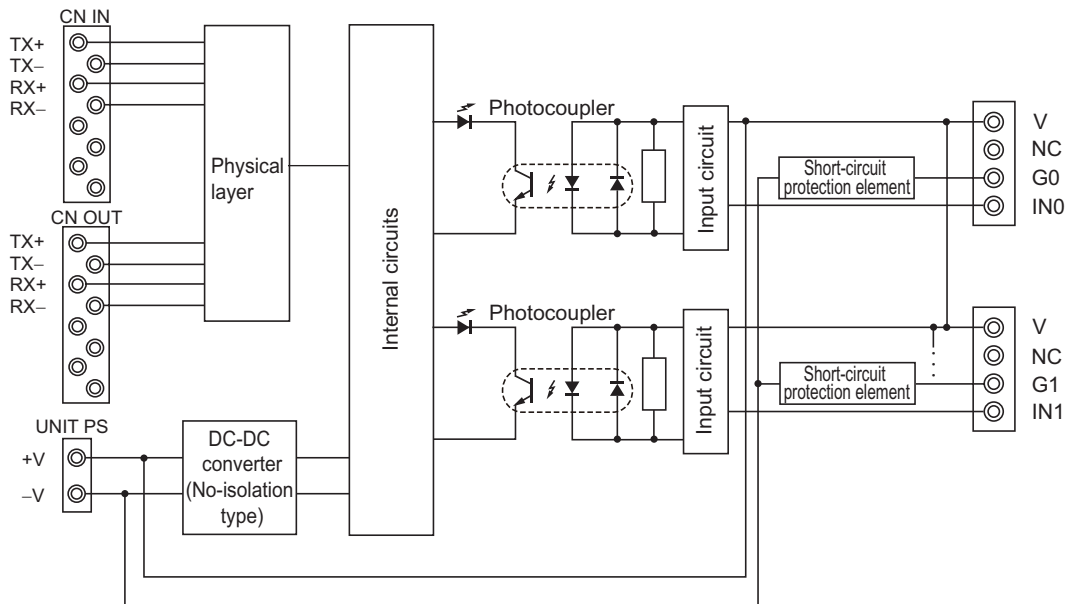 CN IN
TX+
TX−
RX+
RX−
Physical
layer
CN OUT
TX+
TX−
RX+
RX−
UNIT PS
+V
−V
DC-DC
converter
(No-isolation
type)
Internal circuits
Photocoupler
Input circuit
Short-circuit
protection element
V
NC
G0
IN0
Photocoupler
Input circuit
Short-circuit
protection element
V
NC
G1
IN1